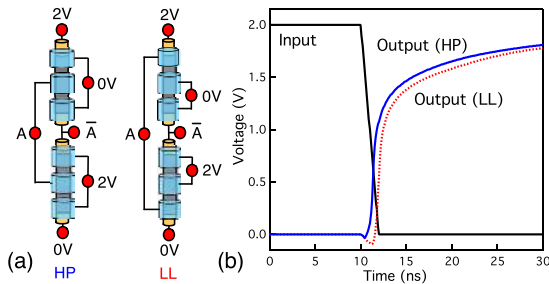 2V
2V
0V
0V
A
A̅
A
A̅
2V
2V
0V
0V
(a)
HP
LL
Input
Output (HP)
Output (LL)
Voltage (V)
2.0
1.5
1.0
0.5
0.0
0
5
10
15
20
25
30
Time (ns)
(b)